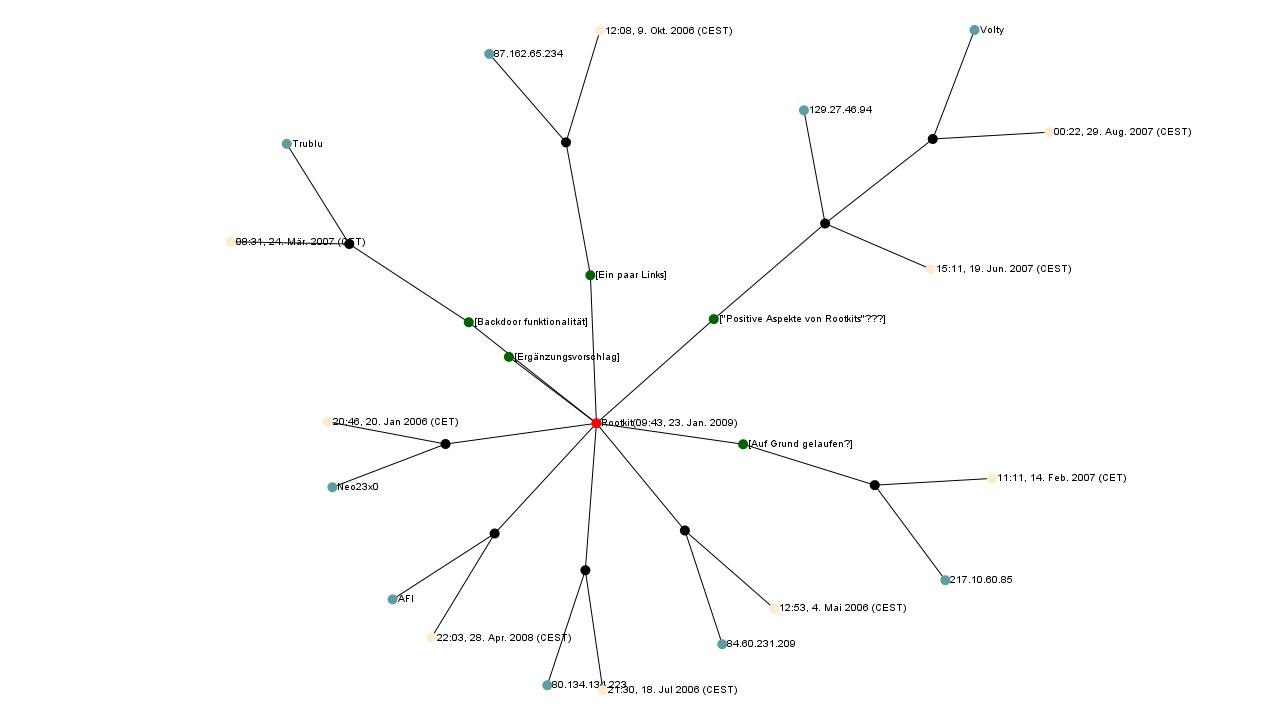 Volty
12:08, 9. Okt. 2006 (CEST)
87.162.65.234
129.27.46.94
00:22, 29. Aug. 2007 (CEST)
Trublu
08:31, 24. Mär. 2007 (CET)
15:11, 19. Jun. 2007 (CEST)
[Ein paar Links]
["Positive Aspekte von Rootkits"???]
[Backdoor funktionalität]
[Ergänzungsvorschlag]
20:46, 20. Jan 2006 (CET)
Rootkit(09:43, 23. Jan. 2009)
[Auf Grund gelaufen?]
11:11, 14. Feb. 2007 (CET)
Neo23x0
217.10.60.85
AFI
12:53, 4. Mai 2006 (CEST)
22:03, 28. Apr. 2008 (CEST)
84.60.231.209
80.134.134.223
21:30, 18. Jul 2006 (CEST)